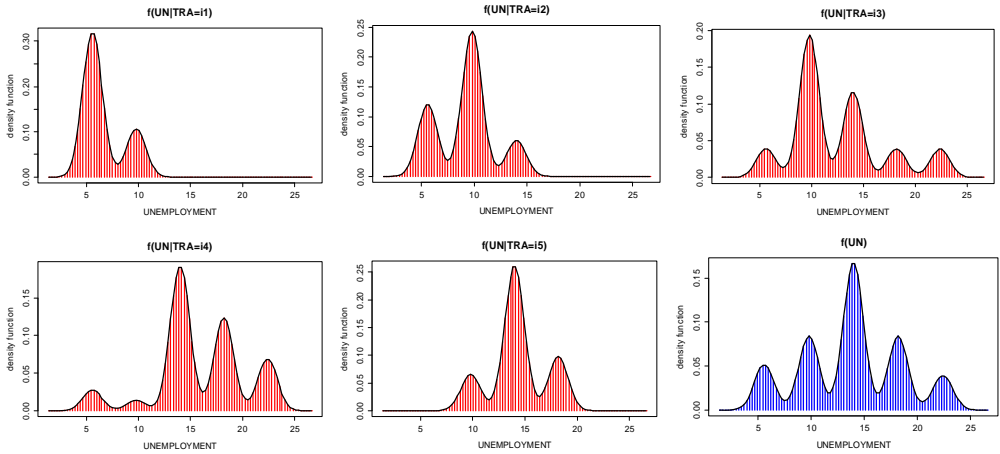 f(UN|TRA=i1)
density function
0.00 0.10 0.20 0.30
5 10 15 20 25
UNEMPLOYMENT
f(UN|TRA=i2)
density function
0.00 0.05 0.10 0.15 0.20 0.25
5 10 15 20 25
UNEMPLOYMENT
f(UN|TRA=i3)
density function
0.00 0.05 0.10 0.15 0.20
5 10 15 20 25
UNEMPLOYMENT
f(UN|TRA=i4)
density function
0.00 0.05 0.10 0.15
5 10 15 20 25
UNEMPLOYMENT
f(UN|TRA=i5)
density function
0.00 0.05 0.10 0.15 0.20 0.25
5 10 15 20 25
UNEMPLOYMENT
f(UN)
density function
0.00 0.05 0.10 0.15
5 10 15 20 25
UNEMPLOYMENT